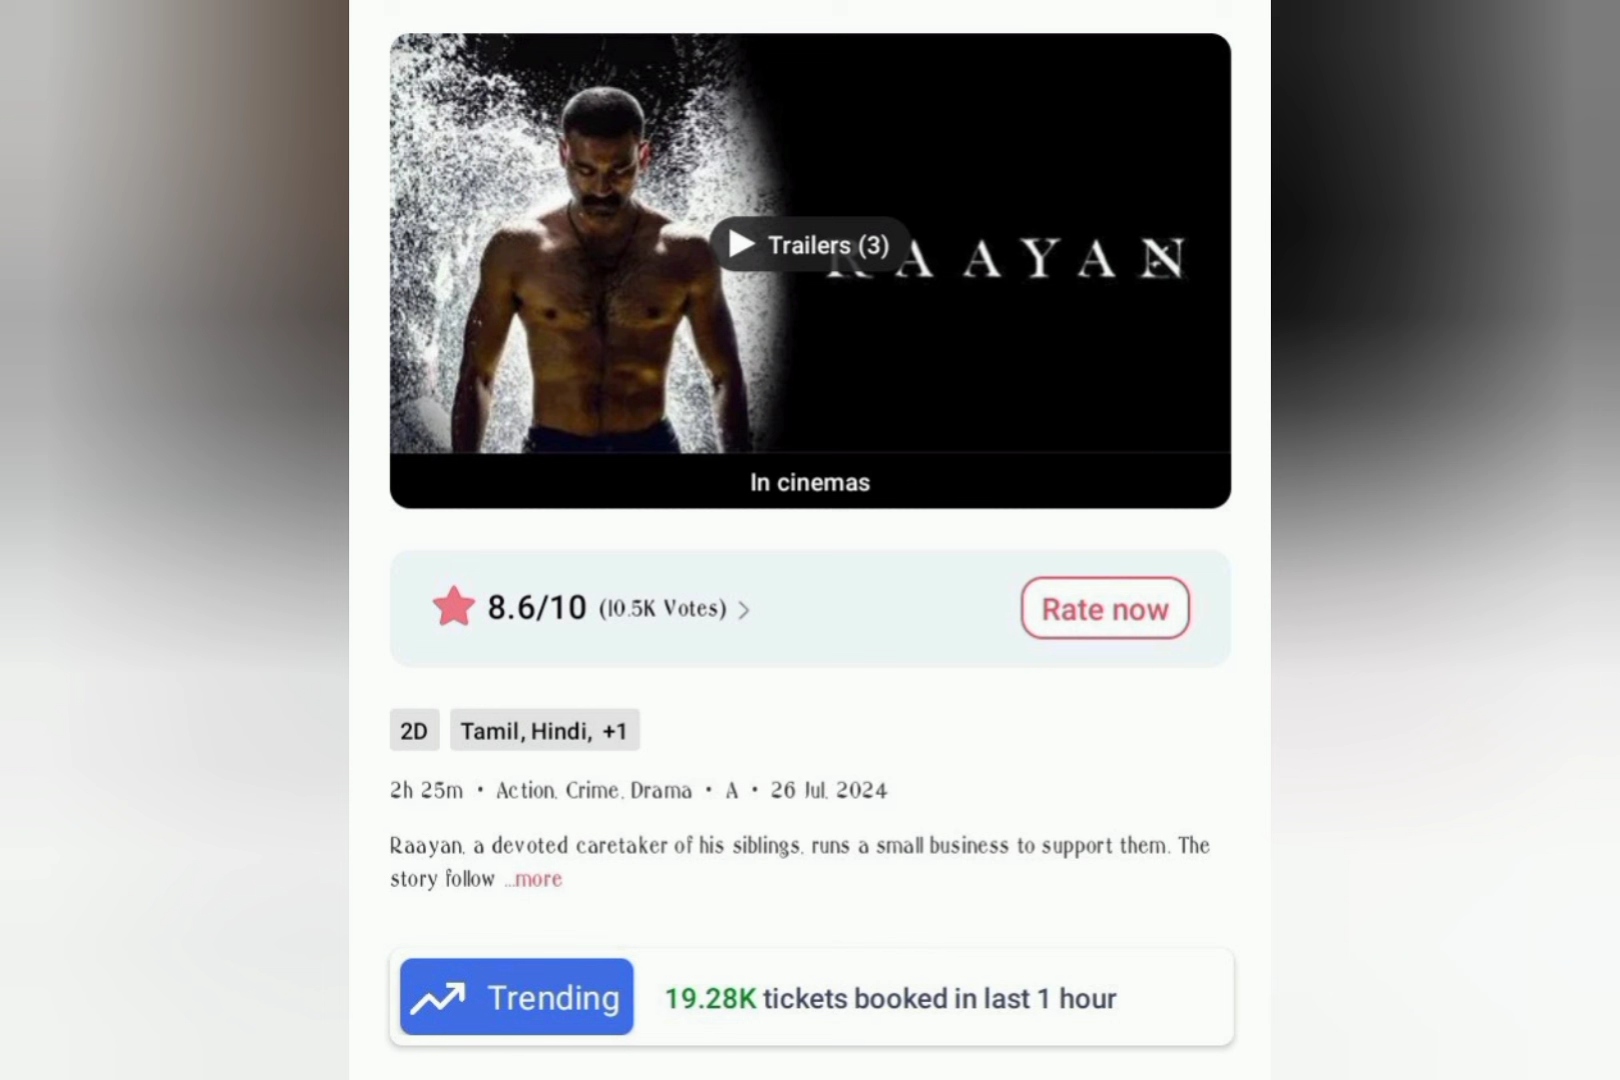 Trailers (3)
RAAYAN
In cinemas
8.6/10 (10.5K Votes) >
Rate now
2D Tamil, Hindi, +1
2h 25m • Action, Crime, Drama • A • 26 Jul, 2024
Raayan, a devoted caretaker of his siblings, runs a small business to support them. The
story follow ...more
Trending 19.28K tickets booked in last 1 hour